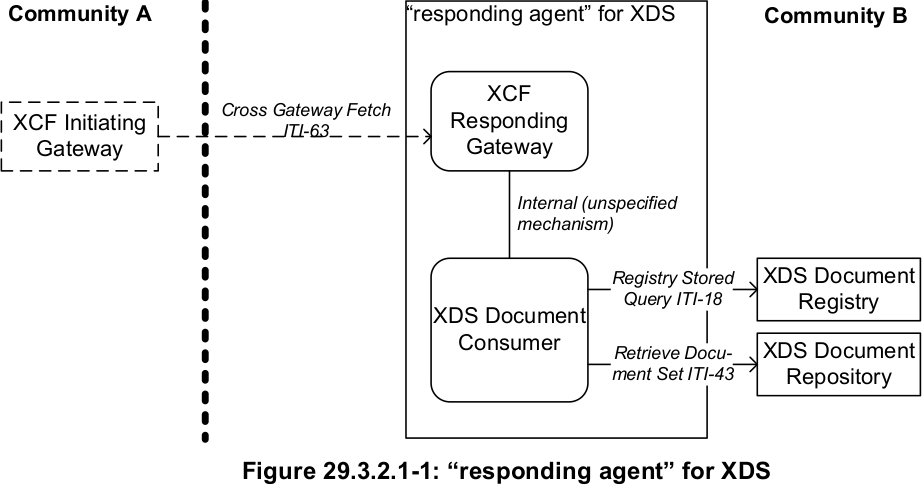 Community A
“responding agent” for XDS
Community B
XCF Initiating
Gateway
Cross Gateway Fetch
ITI-63
XCF
Responding
Gateway
Internal (unspecified
mechanism)
XDS Document
Consumer
Registry Stored
Query ITI-18
XDS Document
Registry
Retrieve Docu-
ment Set ITI-43
XDS Document
Repository
Figure 29.3.2.1-1: “responding agent” for XDS